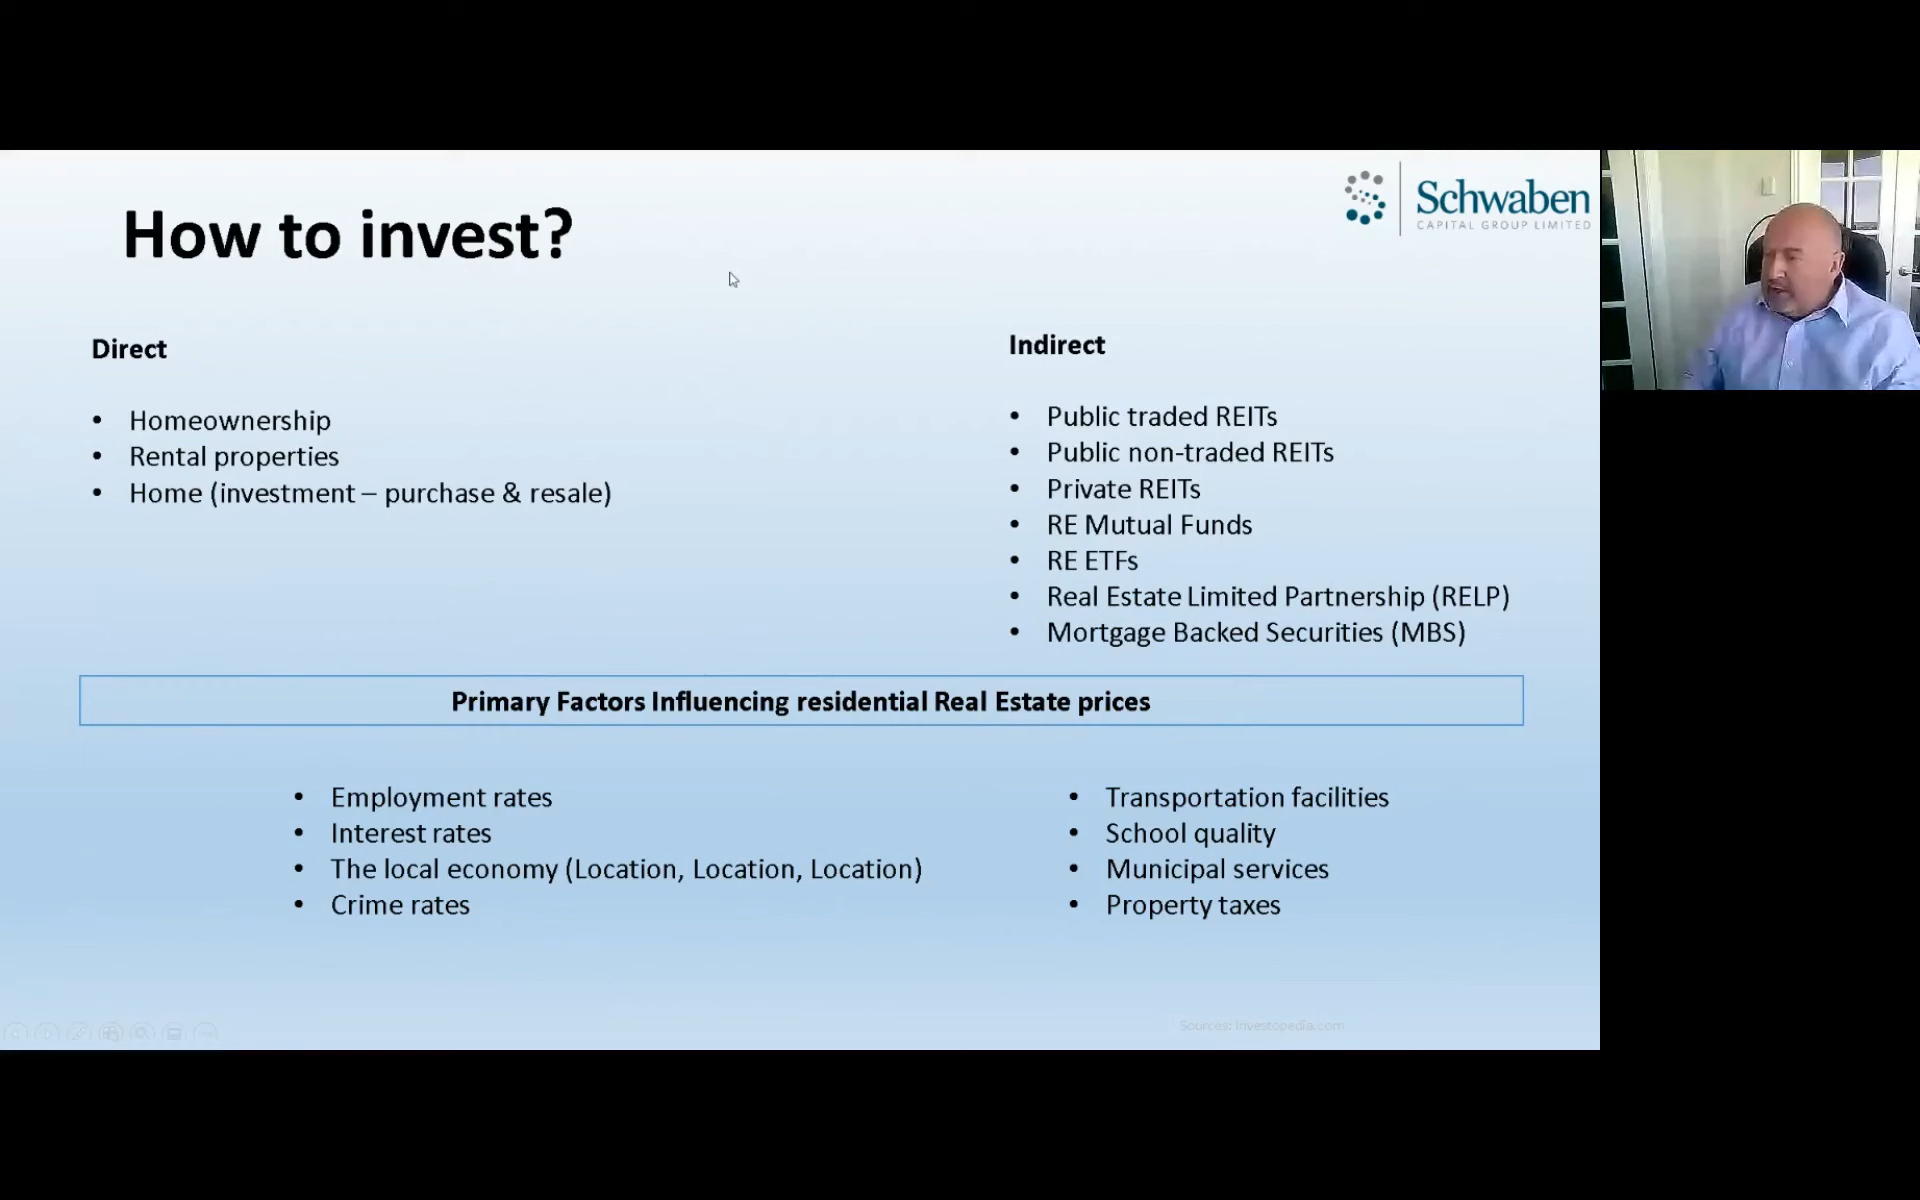 How to invest?
Schwaben
CAPITAL GROUP LIMITED
Direct
• Homeownership
• Rental properties
• Home (investment – purchase & resale)
Indirect
• Public traded REITs
• Public non-traded REITs
• Private REITs
• RE Mutual Funds
• RE ETFs
• Real Estate Limited Partnership (RELP)
• Mortgage Backed Securities (MBS)
Primary Factors Influencing residential Real Estate prices
• Employment rates
• Interest rates
• The local economy (Location, Location, Location)
• Crime rates
• Transportation facilities
• School quality
• Municipal services
• Property taxes
Sources: Investopedia.com